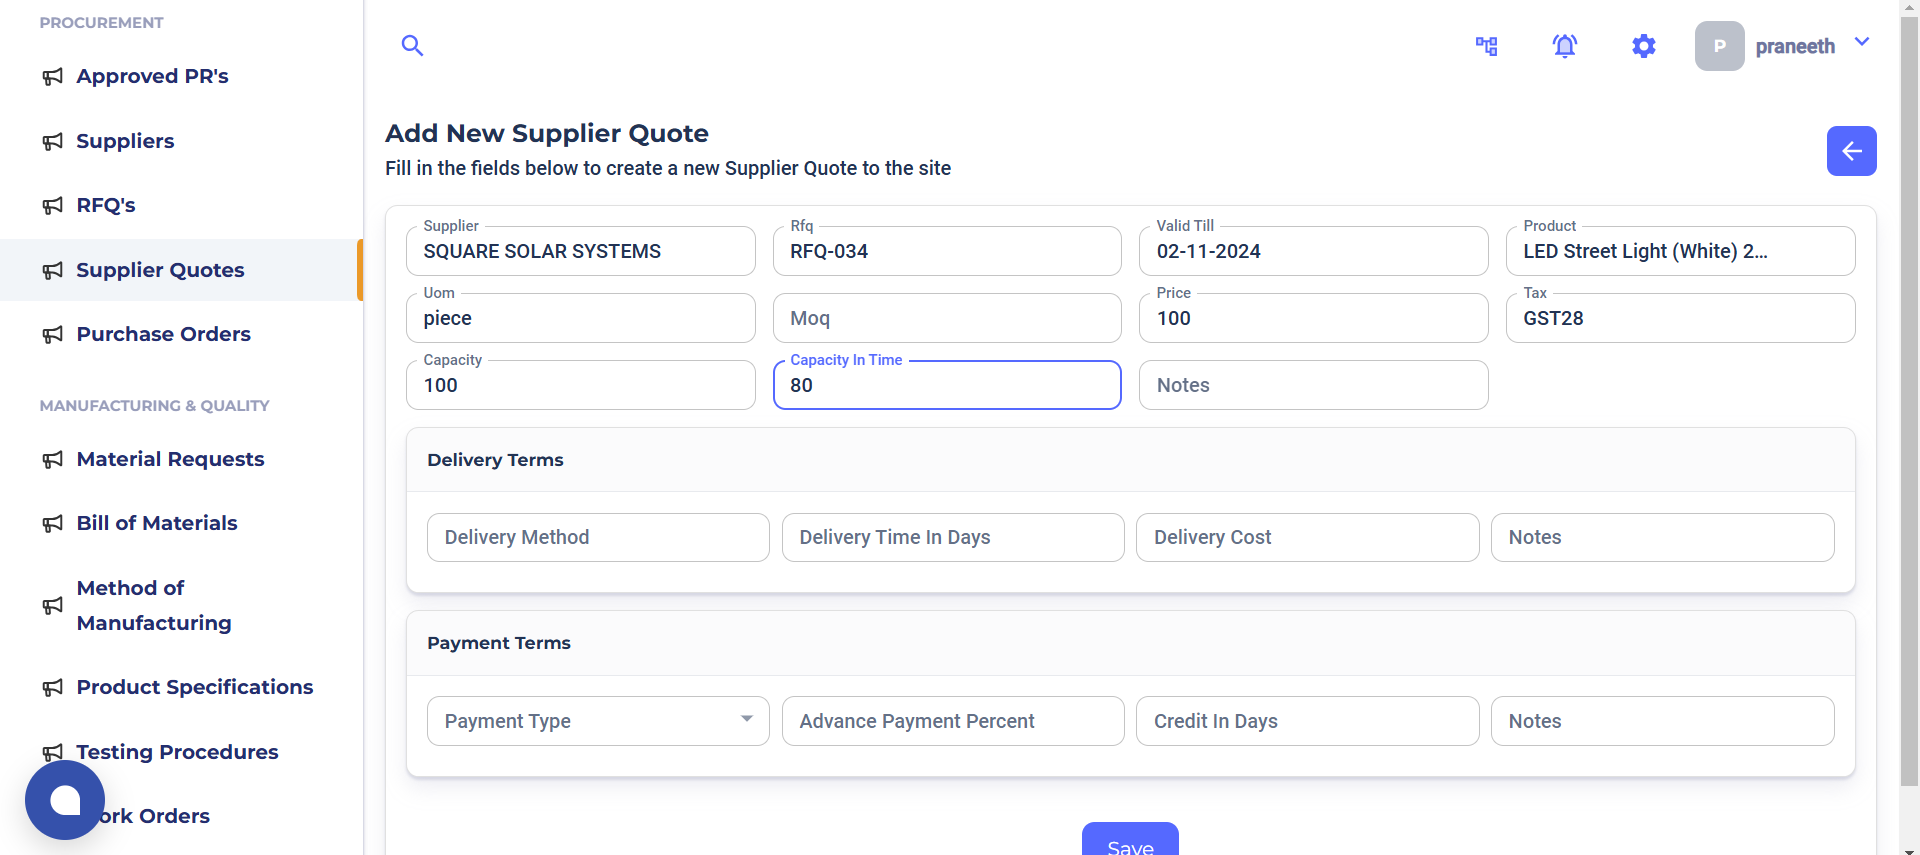 PROCUREMENT
Approved PR's
Suppliers
RFQ's
Supplier Quotes
Purchase Orders
MANUFACTURING & QUALITY
Material Requests
Bill of Materials
Method of
Manufacturing
Product Specifications
Testing Procedures
ork Orders
P praneeth
Add New Supplier Quote
Fill in the fields below to create a new Supplier Quote to the site
Supplier Rfq Valid Till Product
SQUARE SOLAR SYSTEMS RFQ-034 02-11-2024 LED Street Light (White) 2...
Uom Price Tax
piece Moq 100 GST28
Capacity Capacity In Time
100 80 Notes
Delivery Terms
Delivery Method Delivery Time In Days Delivery Cost Notes
Payment Terms
Payment Type Advance Payment Percent Credit In Days Notes
Save